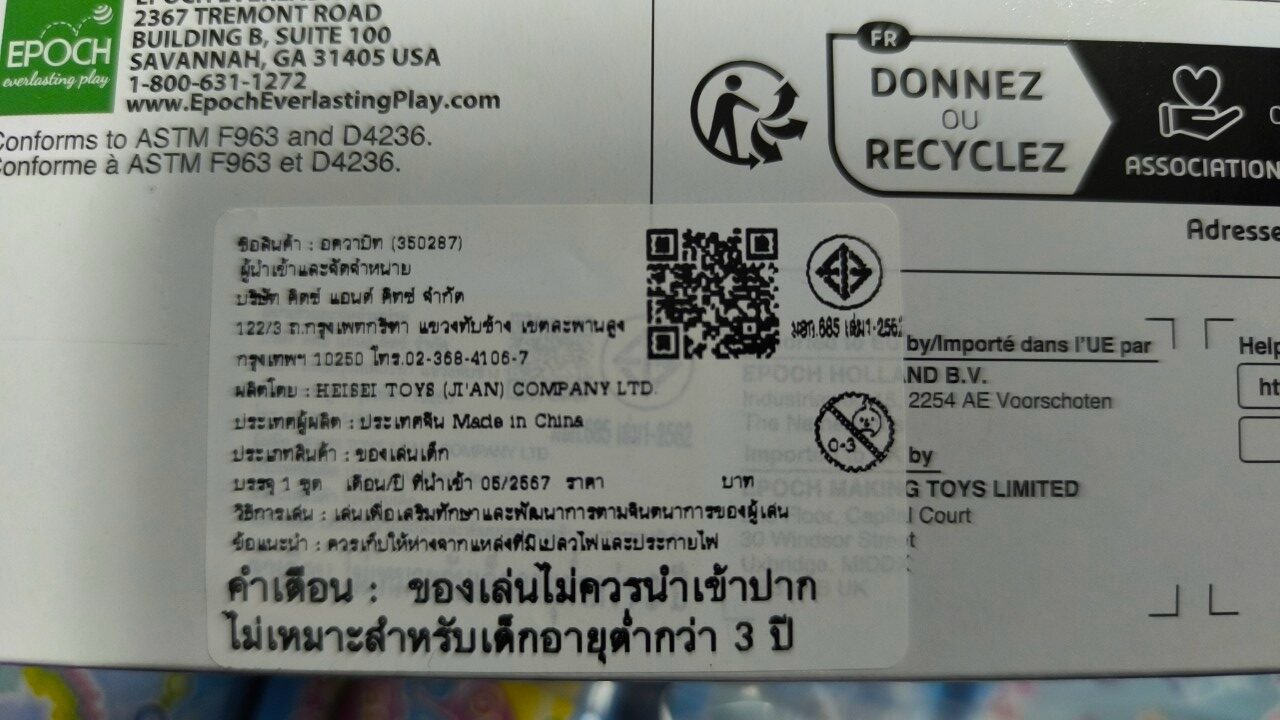 EPOCH
everlasting play
2367 TREMONT ROAD
BUILDING B, SUITE 100
SAVANNAH, GA 31405 USA
1-800-631-1272
www.EpochEverlastingPlay.com
Conforms to ASTM F963 and D4236.
Conforme à ASTM F963 et D4236.
FR
DONNEZ
OU
RECYCLEZ
ASSOCIATION
Adresse
ชื่อสินค้า : อควาบีท (350287)
ผู้นำเข้าและจัดจำหน่าย
บริษัท คิตซ์ แอนด์ คิตซ์ จำกัด
122/3 ถ.กรุงเทพกรีฑา แขวงทับช้าง เขตสะพานสูง
กรุงเทพฯ 10250 โทร.02-368-4106-7
ผลิตโดย : HEISEI TOYS (JI'AN) COMPANY LTD.
ประเทศผู้ผลิต : ประเทศจีน Made in China
ประเภทสินค้า : ของเล่นเด็ก
บรรจุ 1 ชุด เดือน/ปี ที่นำเข้า 05/2567 ราคา บาท
วิธีการเล่น : เล่นเพื่อเสริมทักษะและพัฒนาการตามจินตนาการของผู้เล่น
ข้อแนะนำ : ควรเก็บให้ห่างจากแหล่งที่มีเปลวไฟและประกายไฟ
คำเตือน : ของเล่นไม่ควรนำเข้าปาก
ไม่เหมาะสำหรับเด็กอายุต่ำกว่า 3 ปี
มอก.685 เล่ม1-2562
0-3
by/Importé dans l'UE par
EPOCH HOLLAND B.V.
2254 AE Voorschoten
by
EPOCH MAKING TOYS LIMITED
Floor, Capital Court
30 Windsor Street
Uxbridge, MIDDX
UK
Help
ht